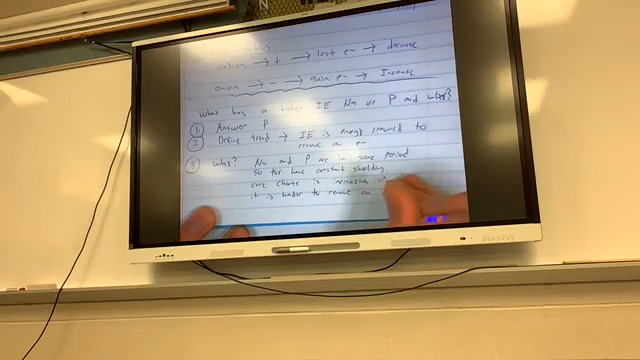 cation → + → lost e- → decrease
anion → - → gain e- → Increase
What has a higher IE Na or P and why?
① Answer P
② Define trend → IE is energy required to
remove an e-
③ Why? Na and P are in same period
so the have constant shielding
core charge is increasing
it is harder to remove an